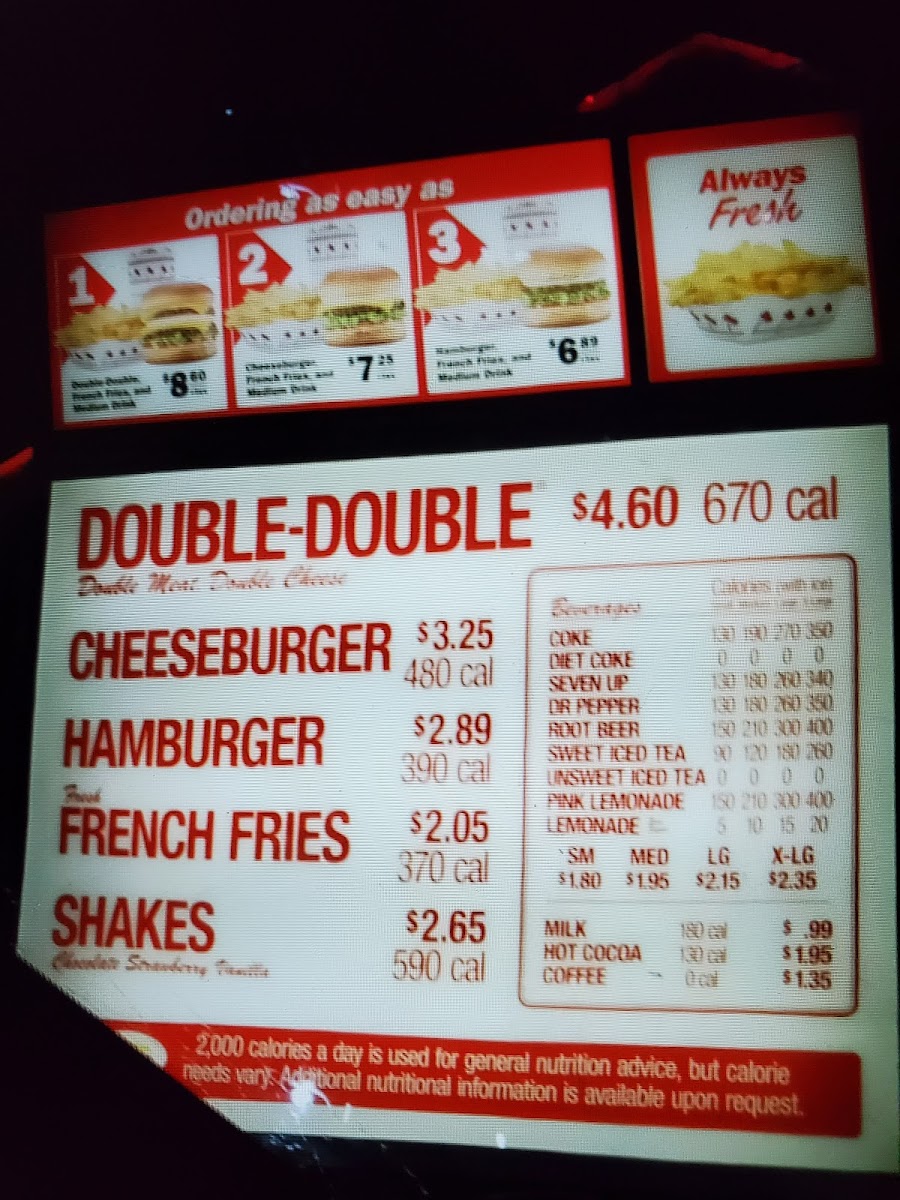 Ordering as easy as
1
2
3
Double-Double,
French Fries, and
Medium Drink
$8 60
Cheeseburger,
French Fries, and
Medium Drink
$7 25
Hamburger,
French Fries, and
Medium Drink
$6 89
Always
Fresh
DOUBLE-DOUBLE $4.60 670 cal
Double Meat Double Cheese
CHEESEBURGER $3.25
480 cal
HAMBURGER $2.89
390 cal
Fresh
FRENCH FRIES $2.05
370 cal
SHAKES $2.65
Chocolate Strawberry Vanilla 590 cal
Beverages Calories (with ice)
COKE 130 190 270 350
DIET COKE 0 0 0 0
SEVEN UP 130 180 260 340
DR PEPPER 130 180 260 350
ROOT BEER 150 210 300 400
SWEET ICED TEA 90 120 180 260
UNSWEET ICED TEA 0 0 0 0
PINK LEMONADE 150 210 300 400
LEMONADE 5 10 15 20
SM MED LG X-LG
$1.80 $1.95 $2.15 $2.35
MILK 180 cal $ .99
HOT COCOA 130 cal $1.95
COFFEE 0 cal $1.35
2,000 calories a day is used for general nutrition advice, but calorie
needs vary. Additional nutritional information is available upon request.